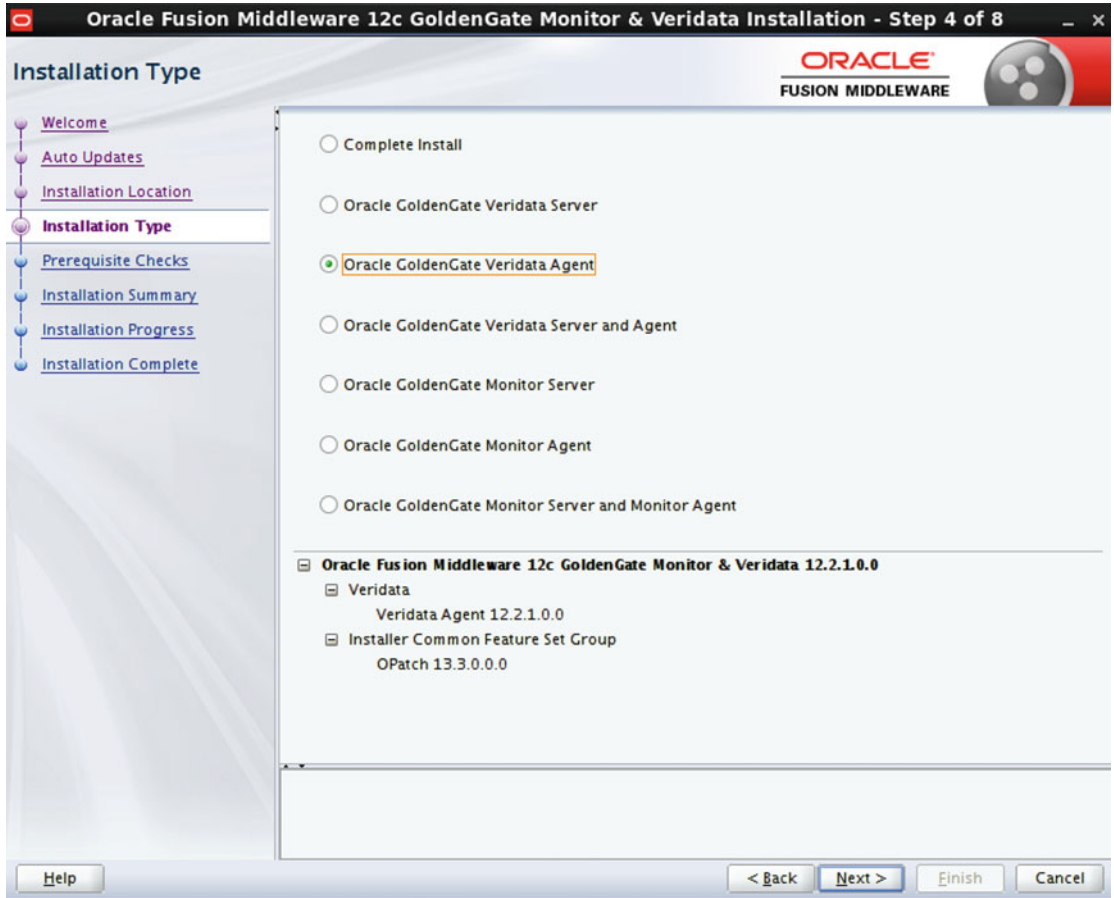 Oracle Fusion Middleware 12c GoldenGate Monitor & Veridata Installation - Step 4 of 8
Installation Type
ORACLE
FUSION MIDDLEWARE
Welcome
Auto Updates
Installation Location
Installation Type
Prerequisite Checks
Installation Summary
Installation Progress
Installation Complete
Complete Install
Oracle GoldenGate Veridata Server
Oracle GoldenGate Veridata Agent
Oracle GoldenGate Veridata Server and Agent
Oracle GoldenGate Monitor Server
Oracle GoldenGate Monitor Agent
Oracle GoldenGate Monitor Server and Monitor Agent
Oracle Fusion Middleware 12c GoldenGate Monitor & Veridata 12.2.1.0.0
Veridata
Veridata Agent 12.2.1.0.0
Installer Common Feature Set Group
OPatch 13.3.0.0.0
Help
< Back
Next >
Finish
Cancel